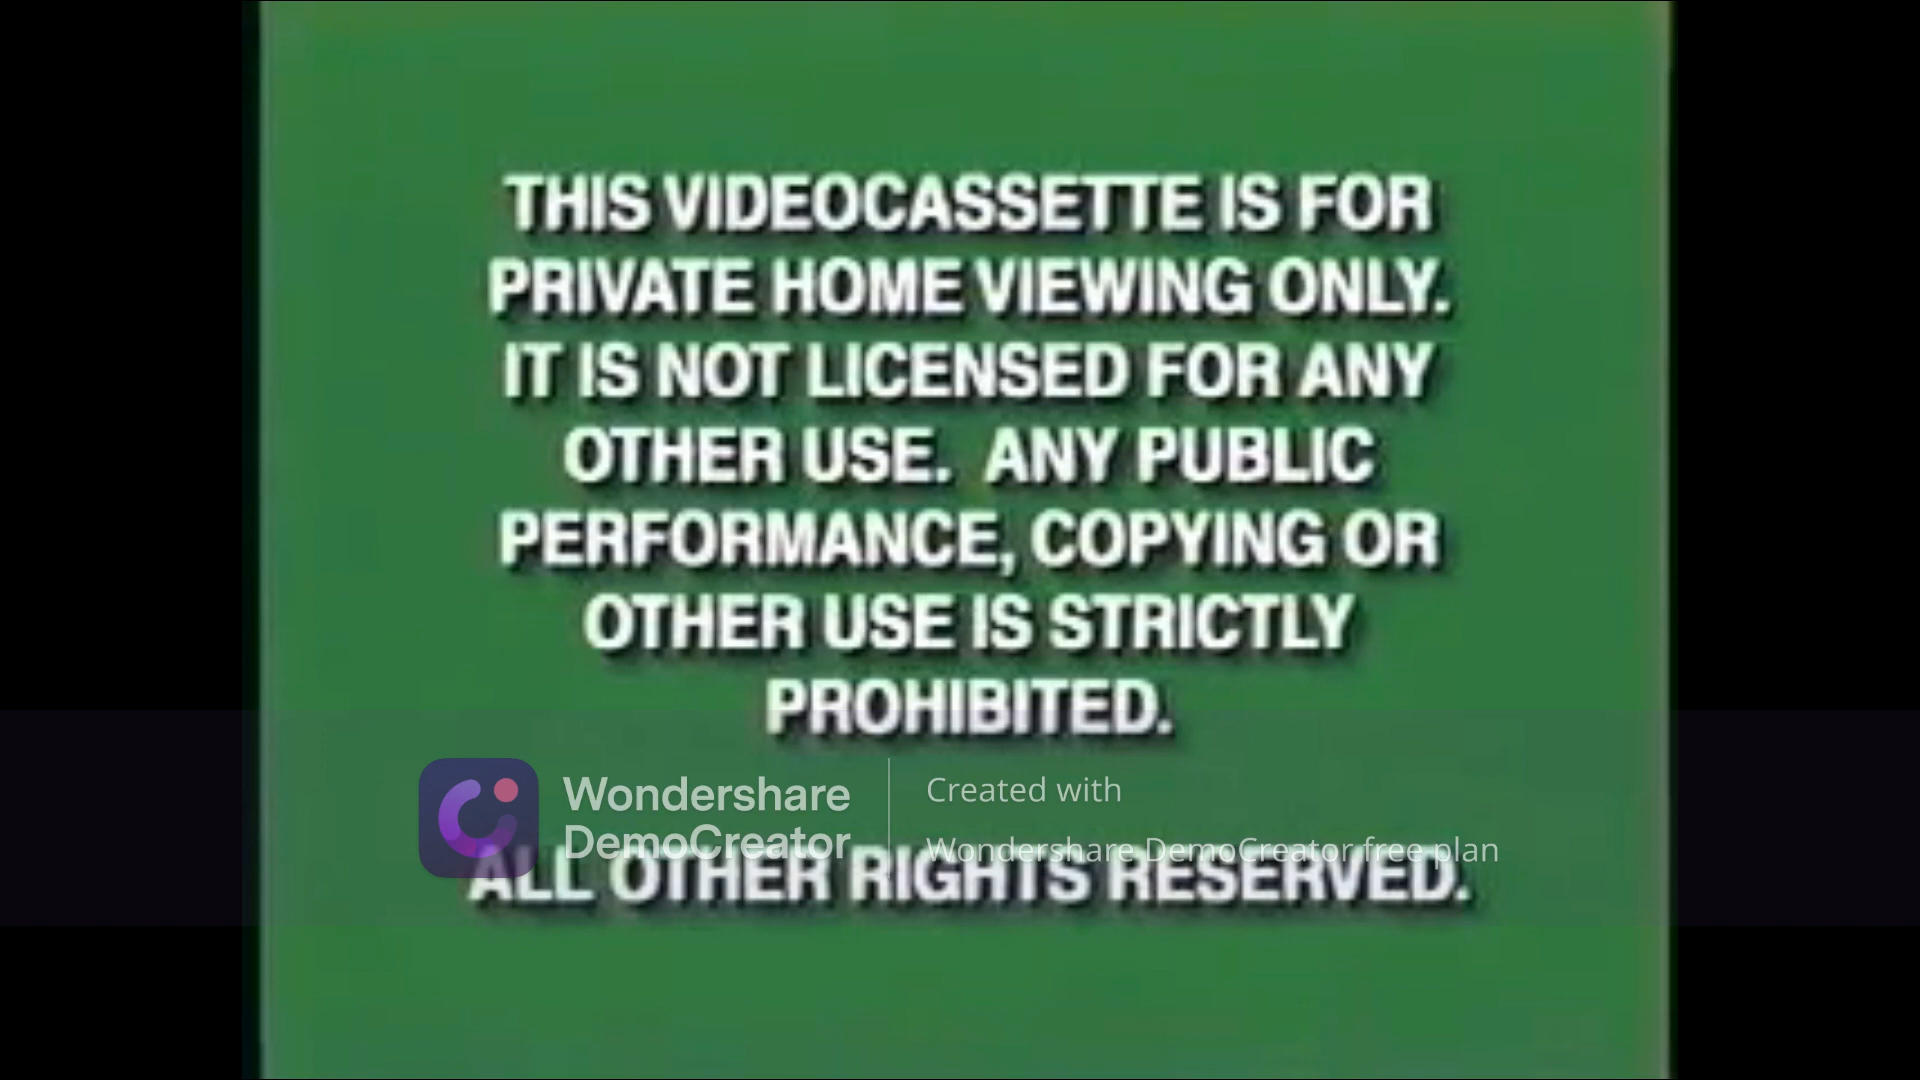 THIS VIDEOCASSETTE IS FOR
PRIVATE HOME VIEWING ONLY.
IT IS NOT LICENSED FOR ANY
OTHER USE.  ANY PUBLIC
PERFORMANCE, COPYING OR
OTHER USE IS STRICTLY
PROHIBITED.
Wondershare
DemoCreator
Created with
Wondershare DemoCreator free plan
ALL OTHER RIGHTS RESERVED.